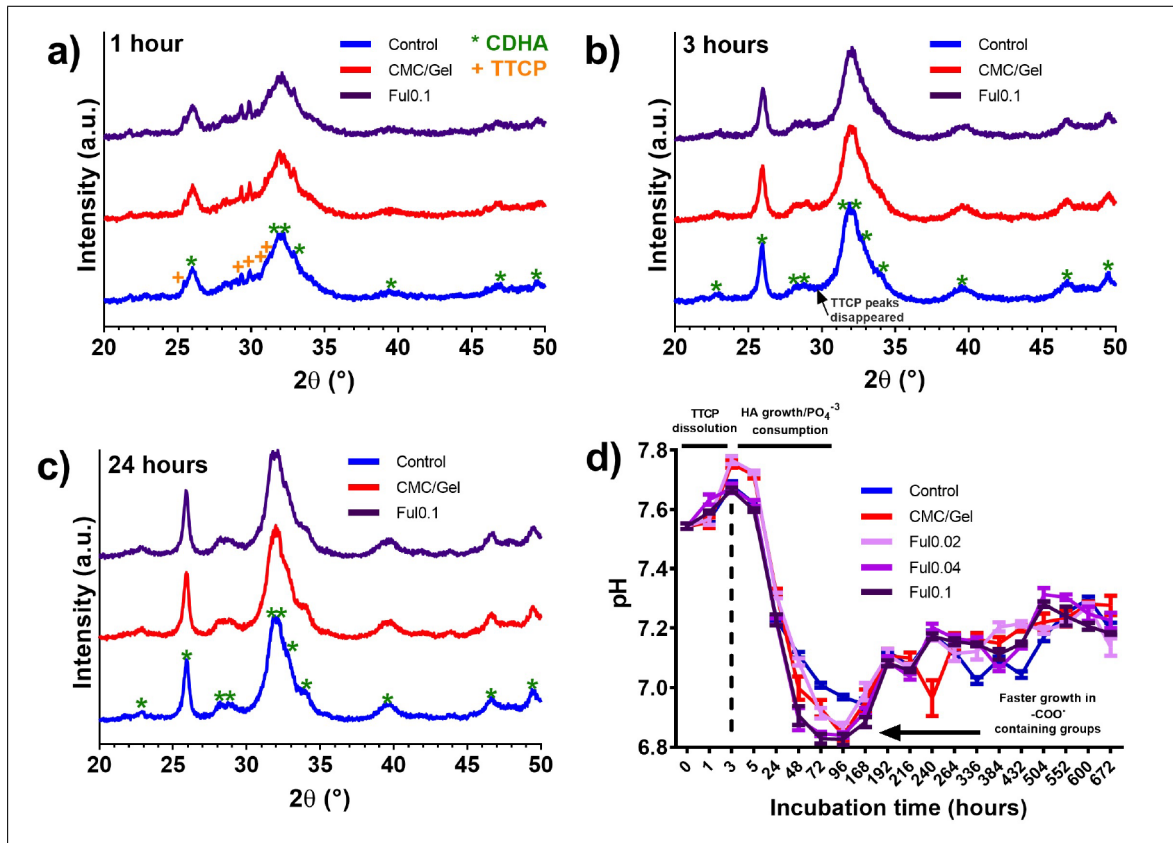 a) 1 hour
Control
CMC/Gel
Ful0.1
* CDHA
+ TTCP
Intensity (a.u.)
20 25 30 35 40 45 50
2θ (°)
b) 3 hours
Control
CMC/Gel
Ful0.1
TTCP peaks
disappeared
Intensity (a.u.)
20 25 30 35 40 45 50
2θ (°)
c) 24 hours
Control
CMC/Gel
Ful0.1
Intensity (a.u.)
20 25 30 35 40 45 50
2θ (°)
d)
TTCP
dissolution
HA growth/PO₄⁻³
consumption
Control
CMC/Gel
Ful0.02
Ful0.04
Ful0.1
Faster growth in
-COO⁻
containing groups
pH
7.8
7.6
7.4
7.2
7.0
6.8
0 1 3 5 24 48 72 96 168 192 216 240 264 336 384 432 504 552 600 672
Incubation time (hours)